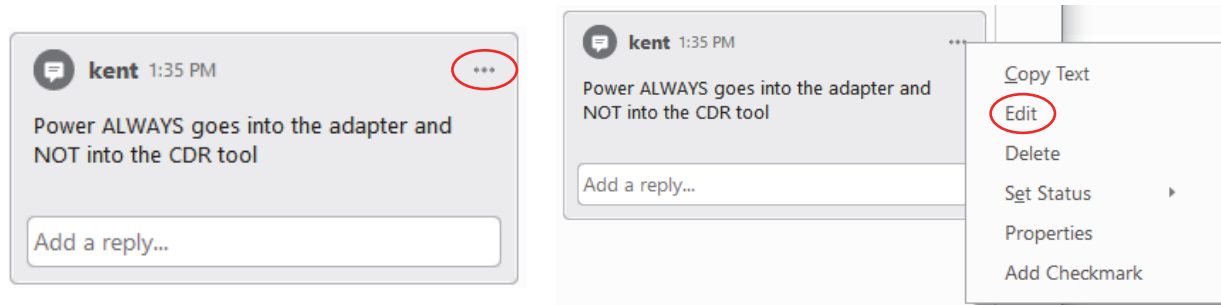 kent 1:35 PM
Power ALWAYS goes into the adapter and
NOT into the CDR tool
Add a reply...
kent 1:35 PM
Power ALWAYS goes into the adapter and
NOT into the CDR tool
Add a reply...
Copy Text
Edit
Delete
Set Status
Properties
Add Checkmark